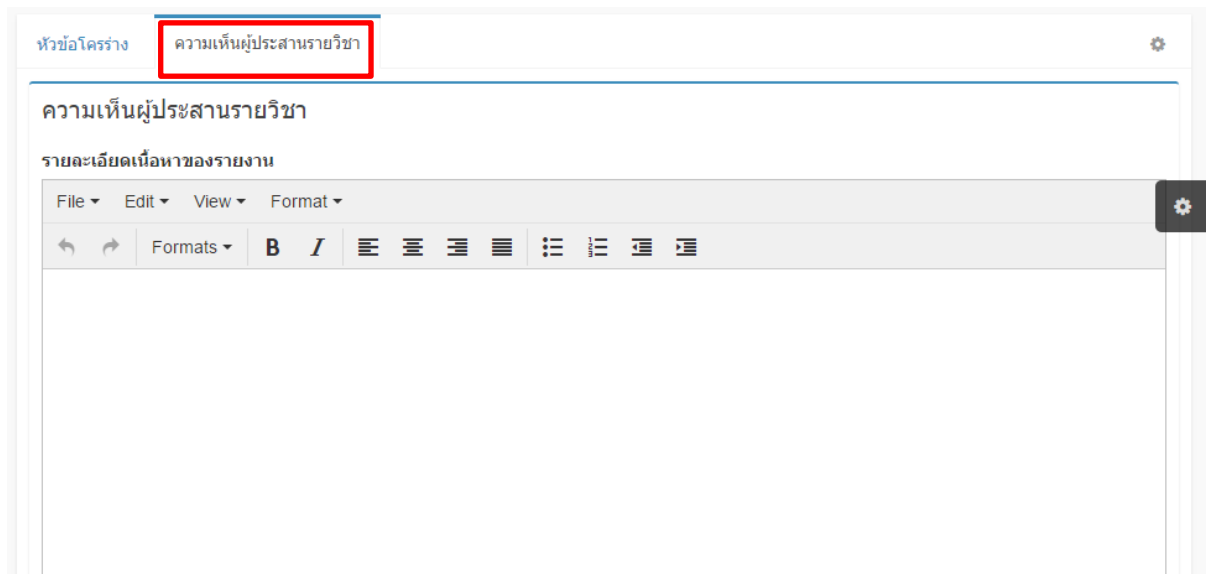 หัวข้อโครร่าง ความเห็นผู้ประสานรายวิชา
ความเห็นผู้ประสานรายวิชา
รายละเอียดเนื้อหาของรายงาน
File Edit View Format
Formats B I